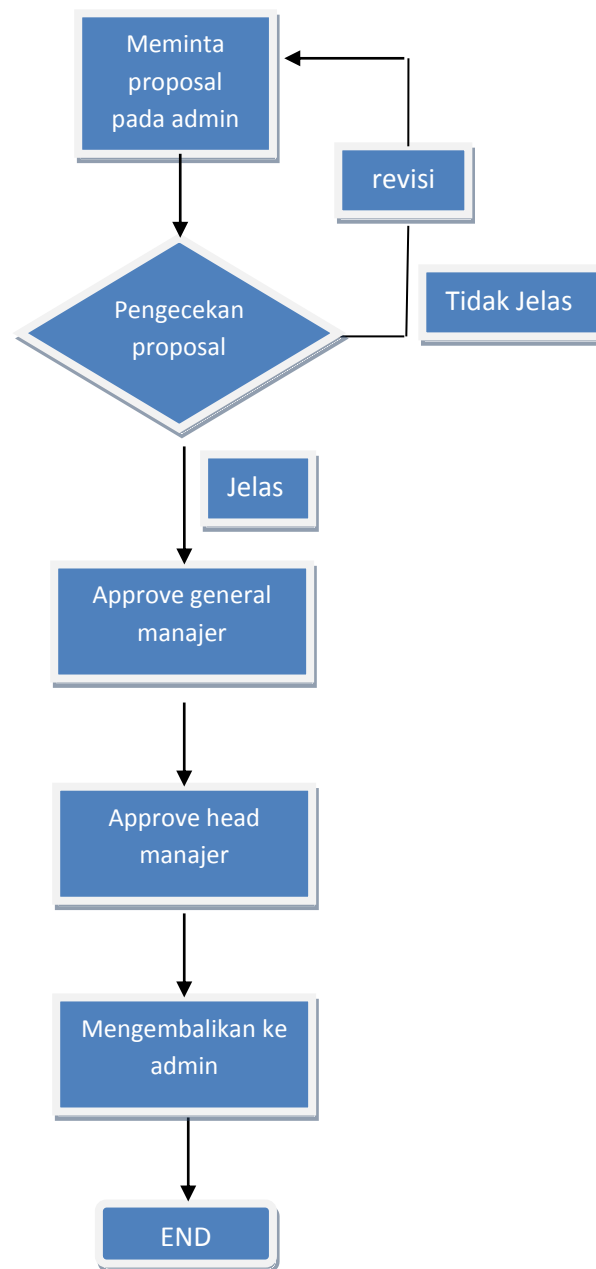 Meminta
proposal
pada admin
revisi
Tidak Jelas
Pengecekan
proposal
Jelas
Approve general
manajer
Approve head
manajer
Mengembalikan ke
admin
END